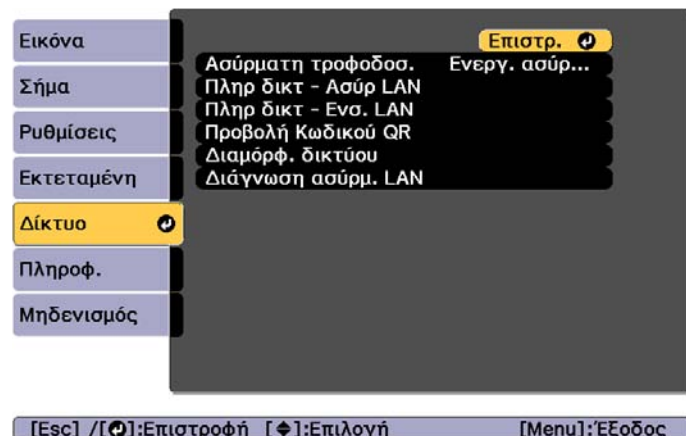 Εικόνα
Σήμα
Ρυθμίσεις
Εκτεταμένη
Δίκτυο
Πληροφ.
Μηδενισμός
Επιστρ.
Ασύρματη τροφοδοσ. Ενεργ. ασύρ...
Πληρ δικτ - Ασύρ LAN
Πληρ δικτ - Ενσ. LAN
Προβολή Κωδικού QR
Διαμόρφ. δικτύου
Διάγνωση ασύρμ. LAN
[Esc] /[ ]:Επιστροφή [ ]:Επιλογή [Menu]:Έξοδος